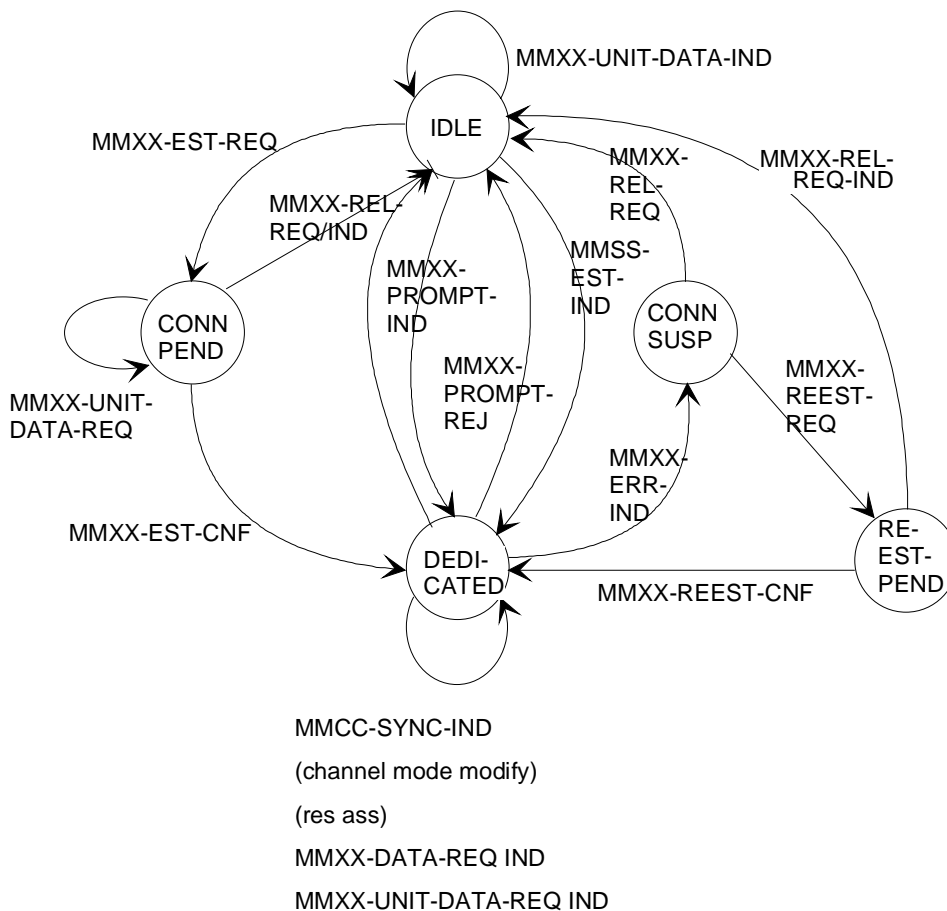 MMXX-UNIT-DATA-IND
IDLE
MMXX-EST-REQ
MMXX-REL-
REQ/IND
MMXX-
REL-
REQ
MMXX-REL-
REQ-IND
MMXX-
PROMPT-
IND
MMSS-
EST-
IND
CONN
PEND
CONN
SUSP
MMXX-
PROMPT-
REJ
MMXX-
REEST-
REQ
MMXX-UNIT-
DATA-REQ
MMXX-
ERR-
IND
MMXX-EST-CNF
DEDI-
CATED
MMXX-REEST-CNF
RE-
EST-
PEND
MMCC-SYNC-IND
(channel mode modify)
(res ass)
MMXX-DATA-REQ IND
MMXX-UNIT-DATA-REQ IND